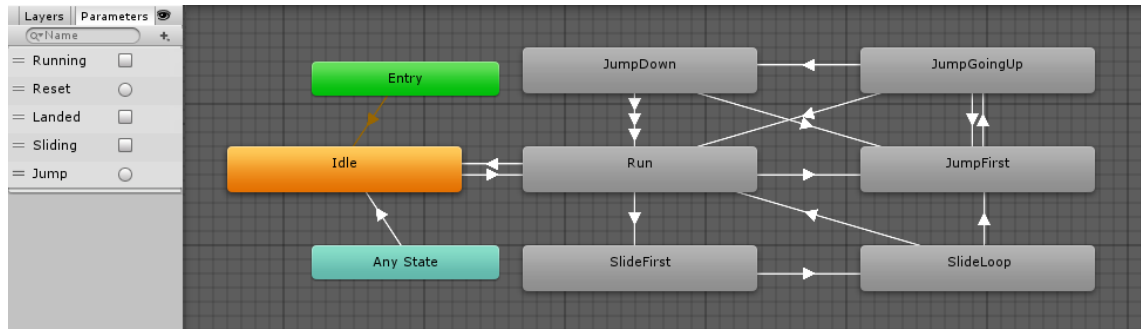 Layers Parameters
Name
Running
Reset
Landed
Sliding
Jump
Entry
Idle
Any State
JumpDown
JumpGoingUp
Run
JumpFirst
SlideFirst
SlideLoop